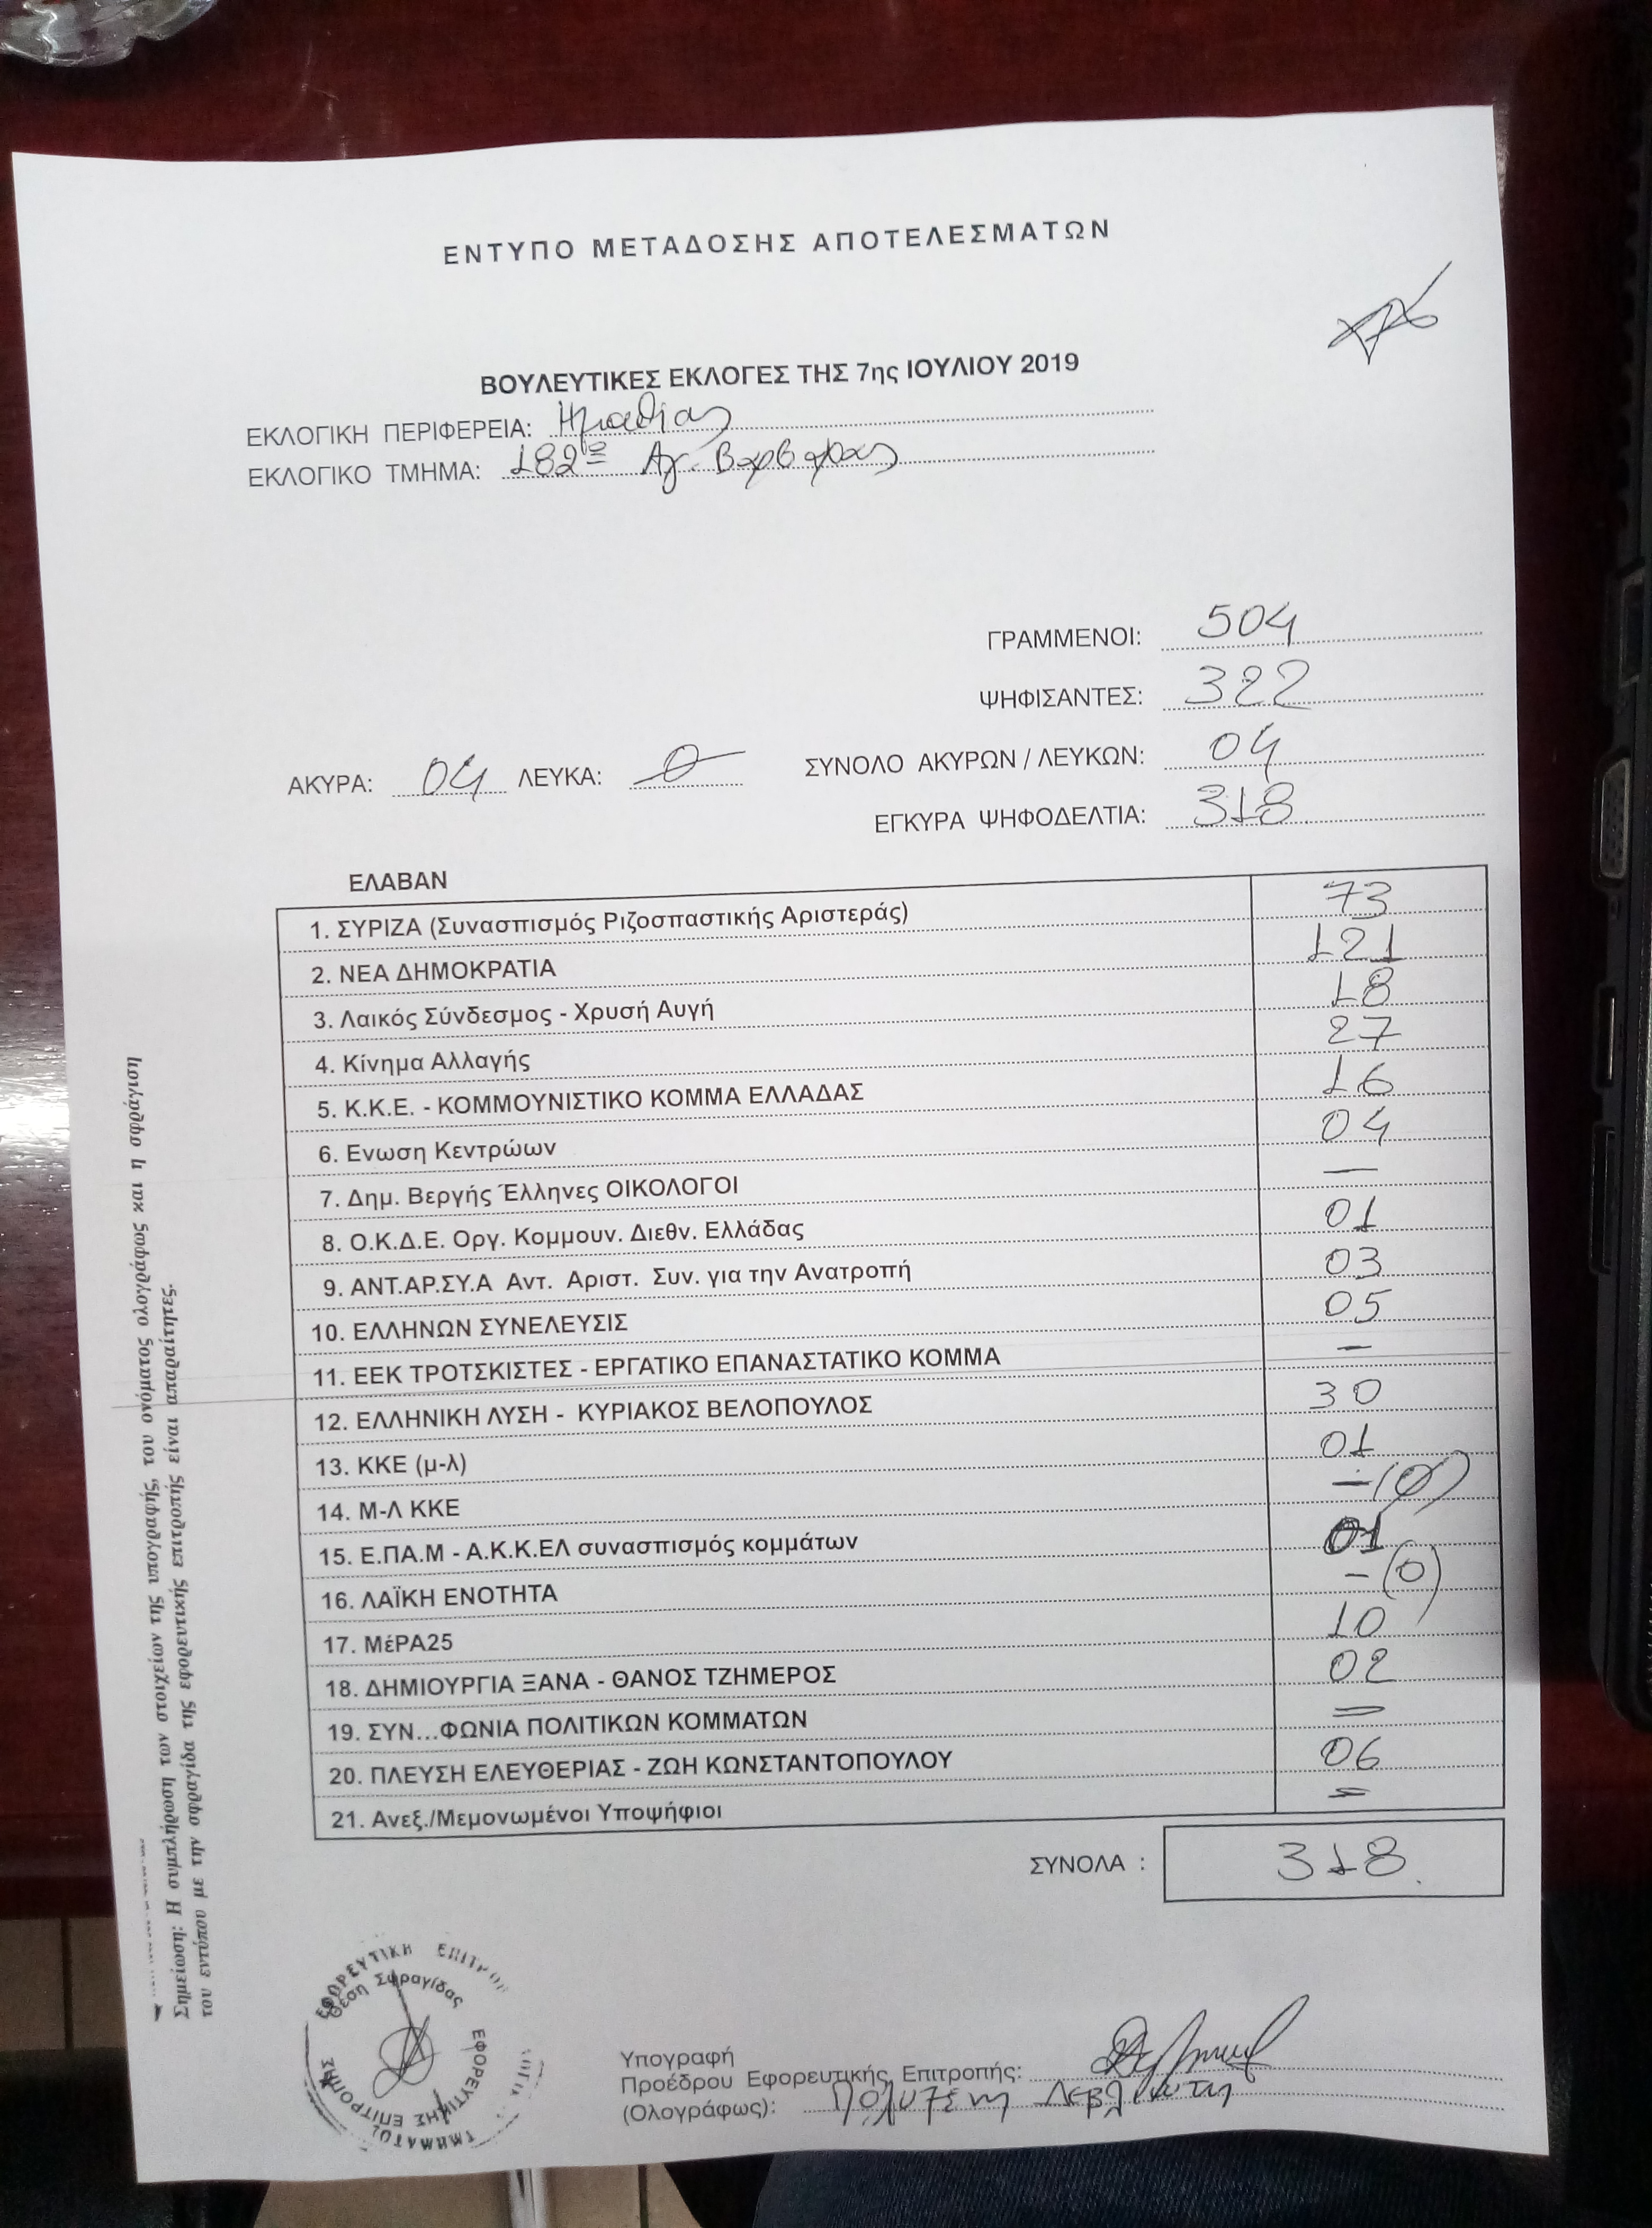 ΕΝΤΥΠΟ ΜΕΤΑΔΟΣΗΣ ΑΠΟΤΕΛΕΣΜΑΤΩΝ
ΒΟΥΛΕΥΤΙΚΕΣ ΕΚΛΟΓΕΣ ΤΗΣ 7ης ΙΟΥΛΙΟΥ 2019
ΕΚΛΟΓΙΚΗ ΠΕΡΙΦΕΡΕΙΑ: Ημαθίας
ΕΚΛΟΓΙΚΟ ΤΜΗΜΑ: 182ο Αγ. Βαρβάρας
ΓΡΑΜΜΕΝΟΙ: 504
ΨΗΦΙΣΑΝΤΕΣ: 322
ΑΚΥΡΑ: 04 ΛΕΥΚΑ: 0 ΣΥΝΟΛΟ ΑΚΥΡΩΝ / ΛΕΥΚΩΝ: 04
ΕΓΚΥΡΑ ΨΗΦΟΔΕΛΤΙΑ: 318
ΕΛΑΒΑΝ
1. ΣΥΡΙΖΑ (Συνασπισμός Ριζοσπαστικής Αριστεράς) 73
2. ΝΕΑ ΔΗΜΟΚΡΑΤΙΑ 121
3. Λαικός Σύνδεσμος - Χρυσή Αυγή 18
4. Κίνημα Αλλαγής 27
5. Κ.Κ.Ε. - ΚΟΜΜΟΥΝΙΣΤΙΚΟ ΚΟΜΜΑ ΕΛΛΑΔΑΣ 16
6. Ενωση Κεντρώων 04
7. Δημ. Βεργής Έλληνες ΟΙΚΟΛΟΓΟΙ —
8. Ο.Κ.Δ.Ε. Οργ. Κομμουν. Διεθν. Ελλάδας 01
9. ΑΝΤ.ΑΡ.ΣΥ.Α Αντ. Αριστ. Συν. για την Ανατροπή 03
10. ΕΛΛΗΝΩΝ ΣΥΝΕΛΕΥΣΙΣ 05
11. ΕΕΚ ΤΡΟΤΣΚΙΣΤΕΣ - ΕΡΓΑΤΙΚΟ ΕΠΑΝΑΣΤΑΤΙΚΟ ΚΟΜΜΑ —
12. ΕΛΛΗΝΙΚΗ ΛΥΣΗ - ΚΥΡΙΑΚΟΣ ΒΕΛΟΠΟΥΛΟΣ 30
13. ΚΚΕ (μ-λ) 01
14. Μ-Λ ΚΚΕ — (0)
15. Ε.ΠΑ.Μ - Α.Κ.Κ.ΕΛ συνασπισμός κομμάτων 01
16. ΛΑΪΚΗ ΕΝΟΤΗΤΑ — (0)
17. ΜέΡΑ25 10
18. ΔΗΜΙΟΥΡΓΙΑ ΞΑΝΑ - ΘΑΝΟΣ ΤΖΗΜΕΡΟΣ 02
19. ΣΥΝ...ΦΩΝΙΑ ΠΟΛΙΤΙΚΩΝ ΚΟΜΜΑΤΩΝ =
20. ΠΛΕΥΣΗ ΕΛΕΥΘΕΡΙΑΣ - ΖΩΗ ΚΩΝΣΤΑΝΤΟΠΟΥΛΟΥ 06
21. Ανεξ./Μεμονωμένοι Υποψήφιοι =
ΣΥΝΟΛΑ : 318
Σημείωση: Η συμπλήρωση των στοιχείων της υπογραφής, του ονόματος ολογράφως και η σφράγιση
του εντύπου με την σφραγίδα της εφορευτικής επιτροπής είναι απαραίτητες.
Θέση Σφραγίδας
ΕΦΟΡΕΥΤΙΚΗΣ ΕΠΙΤΡΟΠΗΣ
Υπογραφή
Προέδρου Εφορευτικής Επιτροπής:
(Ολογράφως): Πολυξένη